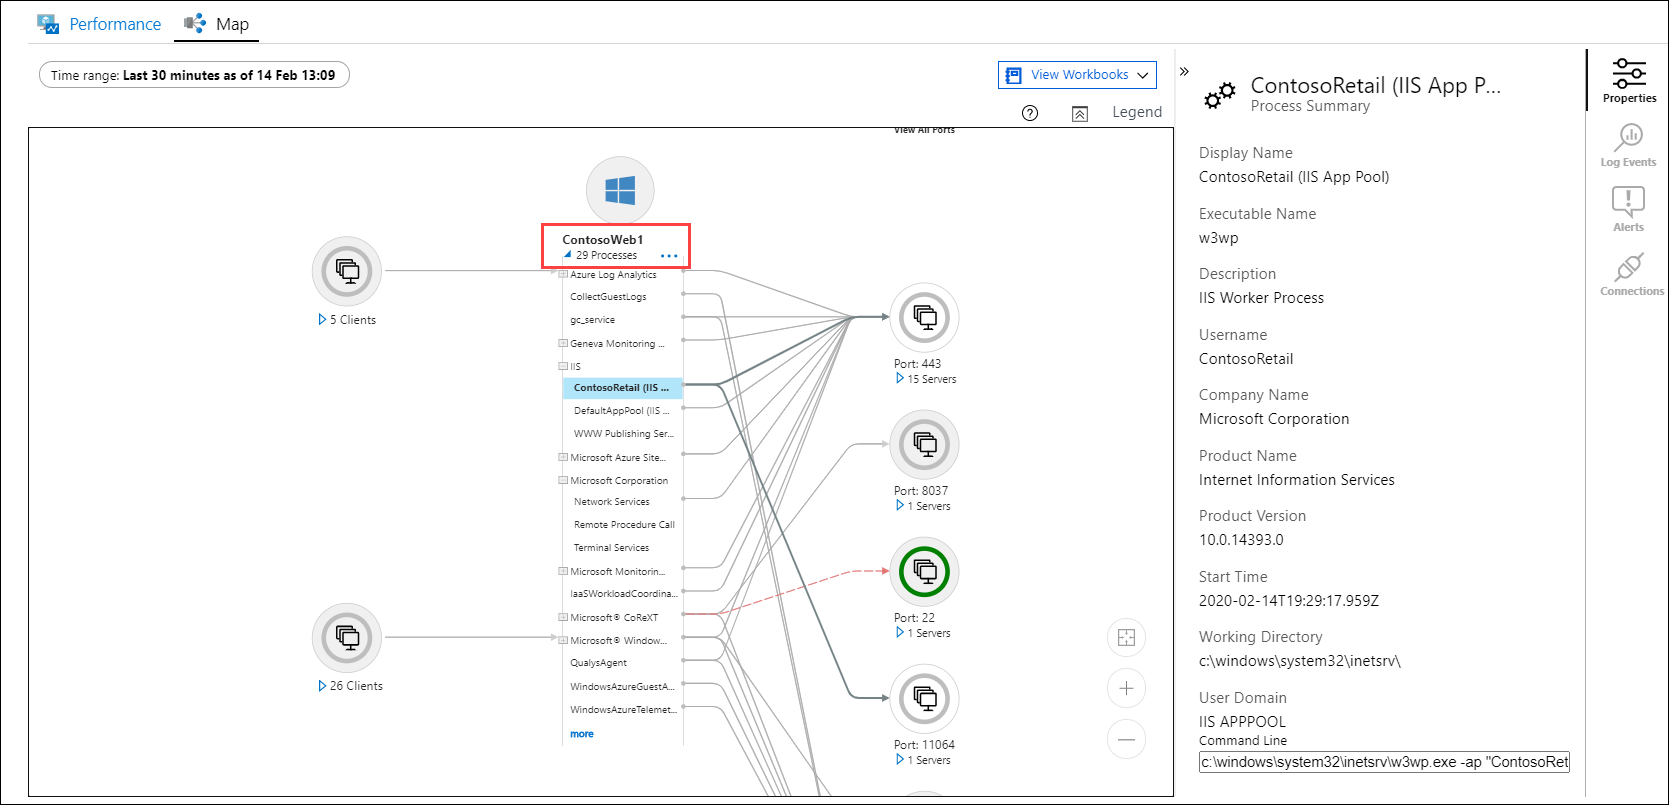 Performance
Map
Time range: Last 30 minutes as of 14 Feb 13:09
View Workbooks
Legend
View All Ports
ContosoWeb1
29 Processes
Azure Log Analytics
CollectGuestLogs
gc_service
Geneva Monitoring ...
IIS
ContosoRetail (IIS ...
DefaultAppPool (IIS ...
WWW Publishing Ser...
Microsoft Azure Site...
Microsoft Corporation
Network Services
Remote Procedure Call
Terminal Services
Microsoft Monitorin...
IaaSWorkloadCoordina...
Microsoft® CoReXT
Microsoft® Window...
QualysAgent
WindowsAzureGuestA...
WindowsAzureTelemet...
more
5 Clients
26 Clients
Port: 443
15 Servers
Port: 8037
1 Servers
Port: 22
1 Servers
Port: 11064
1 Servers
ContosoRetail (IIS App P...
Process Summary
Display Name
ContosoRetail (IIS App Pool)
Executable Name
w3wp
Description
IIS Worker Process
Username
ContosoRetail
Company Name
Microsoft Corporation
Product Name
Internet Information Services
Product Version
10.0.14393.0
Start Time
2020-02-14T19:29:17.959Z
Working Directory
c:\windows\system32\inetsrv\
User Domain
IIS APPPOOL
Command Line
c:\windows\system32\inetsrv\w3wp.exe -ap "ContosoRet
Properties
Log Events
Alerts
Connections